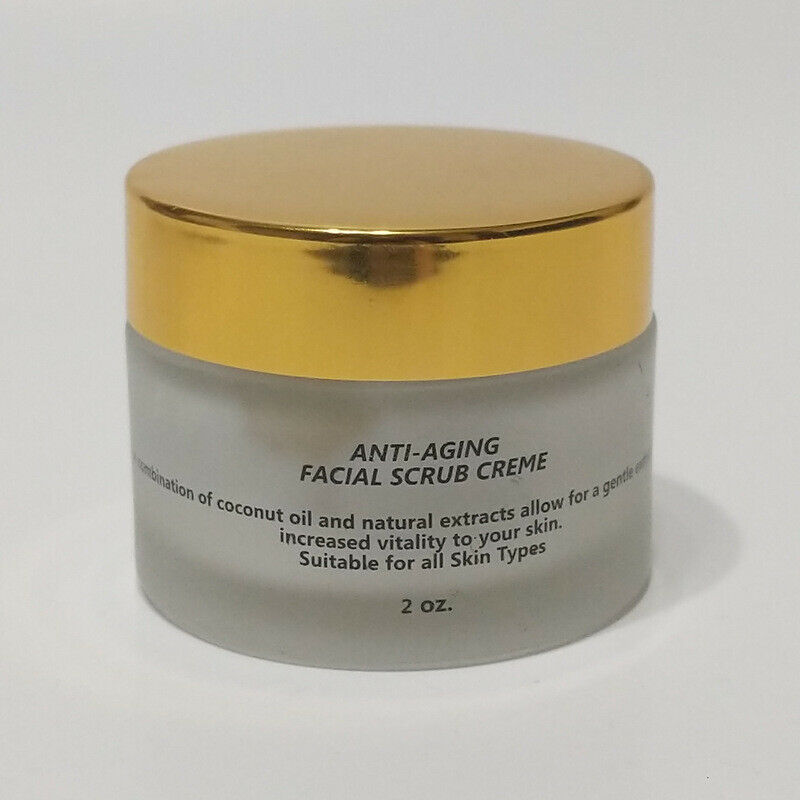 ANTI-AGING
FACIAL SCRUB CREME
combination of coconut oil and natural extracts allow for a gentle
increased vitality to your skin.
Suitable for all Skin Types
2 oz.